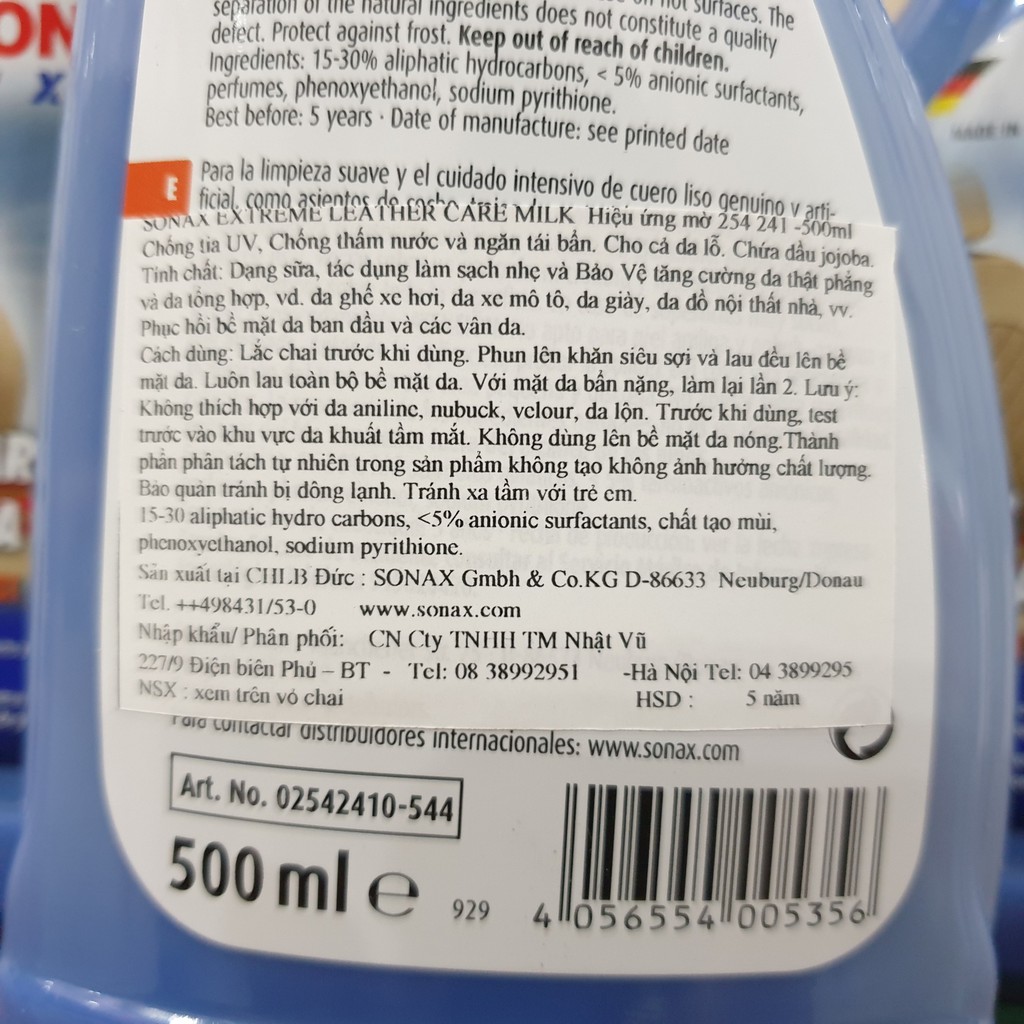 ON
X
hot surfaces. The
separation of the natural ingredients does not constitute a quality
defect. Protect against frost. Keep out of reach of children.
Ingredients: 15-30% aliphatic hydrocarbons, < 5% anionic surfactants,
perfumes, phenoxyethanol, sodium pyrithione.
Best before: 5 years · Date of manufacture: see printed date
MADE IN
E
Para la limpieza suave y el cuidado intensivo de cuero liso genuino y arti-
ficial, como asientos de
SONAX EXTREME LEATHER CARE MILK Hiệu ứng mờ 254 241 -500ml
Chống tia UV, Chống thấm nước và ngăn tái bẩn. Cho cả da lỗ. Chứa dầu jojoba.
Tính chất: Dạng sữa, tác dụng làm sạch nhẹ và Bảo Vệ tăng cường da thật phẳng
và da tổng hợp, vd. da ghế xe hơi, da xe mô tô, da giày, da đồ nội thất nhà, vv.
Phục hồi bề mặt da ban đầu và các vân da.
Cách dùng: Lắc chai trước khi dùng. Phun lên khăn siêu sợi và lau đều lên bề
mặt da. Luôn lau toàn bộ bề mặt da. Với mặt da bẩn nặng, làm lại lần 2. Lưu ý:
Không thích hợp với da aniline, nubuck, velour, da lộn. Trước khi dùng, test
trước vào khu vực da khuất tầm mắt. Không dùng lên bề mặt da nóng.Thành
phần phân tách tự nhiên trong sản phẩm không tạo không ảnh hưởng chất lượng.
Bảo quản tránh bị đông lạnh. Tránh xa tầm với trẻ em.
15-30 aliphatic hydro carbons, <5% anionic surfactants, chất tạo mùi,
phenoxyethanol, sodium pyrithione.
Sản xuất tại CHLB Đức : SONAX Gmbh & Co.KG D-86633 Neuburg/Donau
Tel. ++498431/53-0 www.sonax.com
Nhập khẩu/ Phân phối: CN Cty TNHH TM Nhật Vũ
227/9 Điện biên Phủ – BT - Tel: 08 38992951 -Hà Nội Tel: 04 3899295
NSX : xem trên vỏ chai HSD : 5 năm
Para contactar distribuidores internacionales: www.sonax.com
Art. No. 02542410-544
500 ml e
929
4 056554 005356